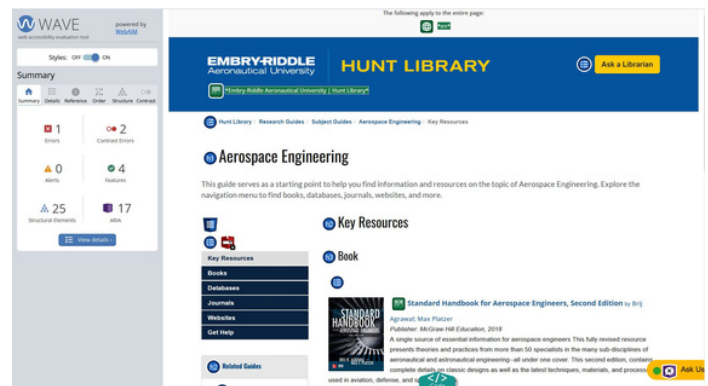 WAVE
web accessibility evaluation tool
powered by
WebAIM
Styles: OFF ON
Summary
Summary Details Reference Order Structure Contrast
1
Errors
2
Contrast Errors
0
Alerts
4
Features
25
Structural Elements
17
ARIA
View details ›
The following apply to the entire page:
*en*
EMBRY-RIDDLE
Aeronautical University
HUNT LIBRARY
Ask a Librarian
*Embry-Riddle Aeronautical University | Hunt Library*
Hunt Library / Research Guides / Subject Guides / Aerospace Engineering / Key Resources
Aerospace Engineering
This guide serves as a starting point to help you find information and resources on the topic of Aerospace Engineering. Explore the
navigation menu to find books, databases, journals, websites, and more.
Key Resources
Books
Databases
Journals
Websites
Get Help
Related Guides
Key Resources
Book
STANDARD
HANDBOOK
Standard Handbook for Aerospace Engineers, Second Edition by Brij
Agrawal; Max Platzer
Publisher: McGraw Hill Education, 2018
A single source of essential information for aerospace engineers This fully revised resource
presents theories and practices from more than 50 specialists in the many sub-disciplines of
aeronautical and astronautical engineering--all under one cover. This second edition, contains
complete details on classic designs as well as the latest techniques, materials, and process
used in aviation, defense, and s
</>
Ask Us